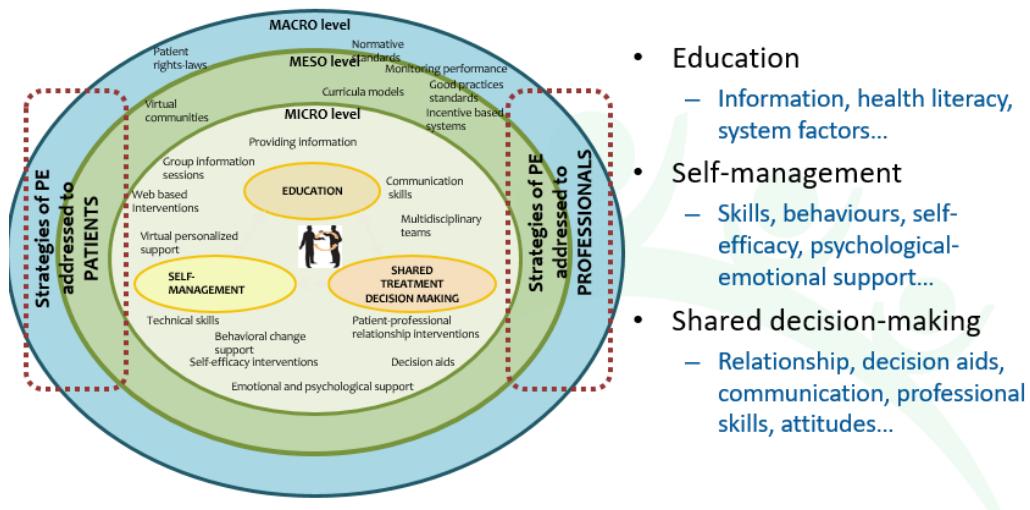 MACRO level
Patient
rights-laws
Normative
standards
MESO level
Monitoring performance
Curricula models
Good practices
standards
Virtual
communities
Incentive based
systems
MICRO level
Providing information
Group information
sessions
EDUCATION
Communication
skills
Web based
interventions
Multidisciplinary
teams
Virtual personalized
support
SELF-
MANAGEMENT
SHARED
TREATMENT
DECISION MAKING
Technical skills
Patient-professional
relationship interventions
Behavioral change
support
Self-efficacy interventions
Decision aids
Emotional and psychological support
Strategies of PE
addressed to
PATIENTS
Strategies of PE
addressed to
PROFESSIONALS
• Education
– Information, health literacy,
system factors...
• Self-management
– Skills, behaviours, self-
efficacy, psychological-
emotional support...
• Shared decision-making
– Relationship, decision aids,
communication, professional
skills, attitudes...